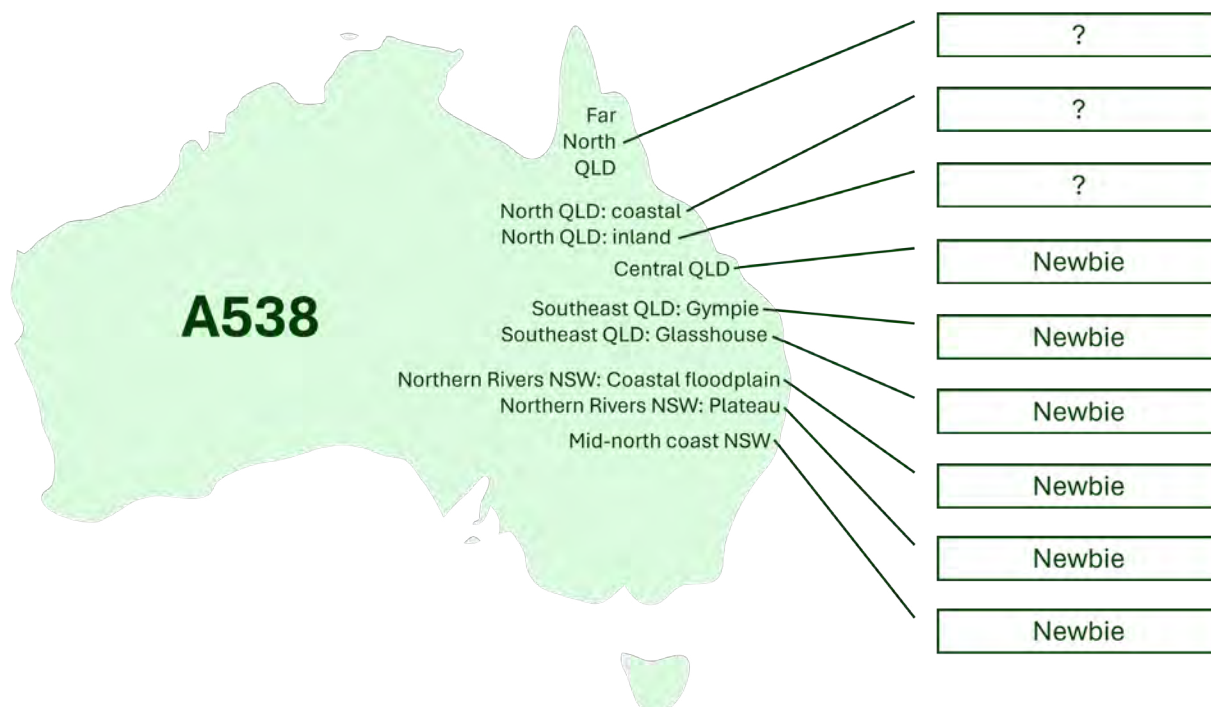 ?
?
?
Newbie
Newbie
Newbie
Newbie
Newbie
Newbie
Far
North
QLD
North QLD: coastal
North QLD: inland
Central QLD
Southeast QLD: Gympie
Southeast QLD: Glasshouse
Northern Rivers NSW: Coastal floodplain
Northern Rivers NSW: Plateau
Mid-north coast NSW
A538